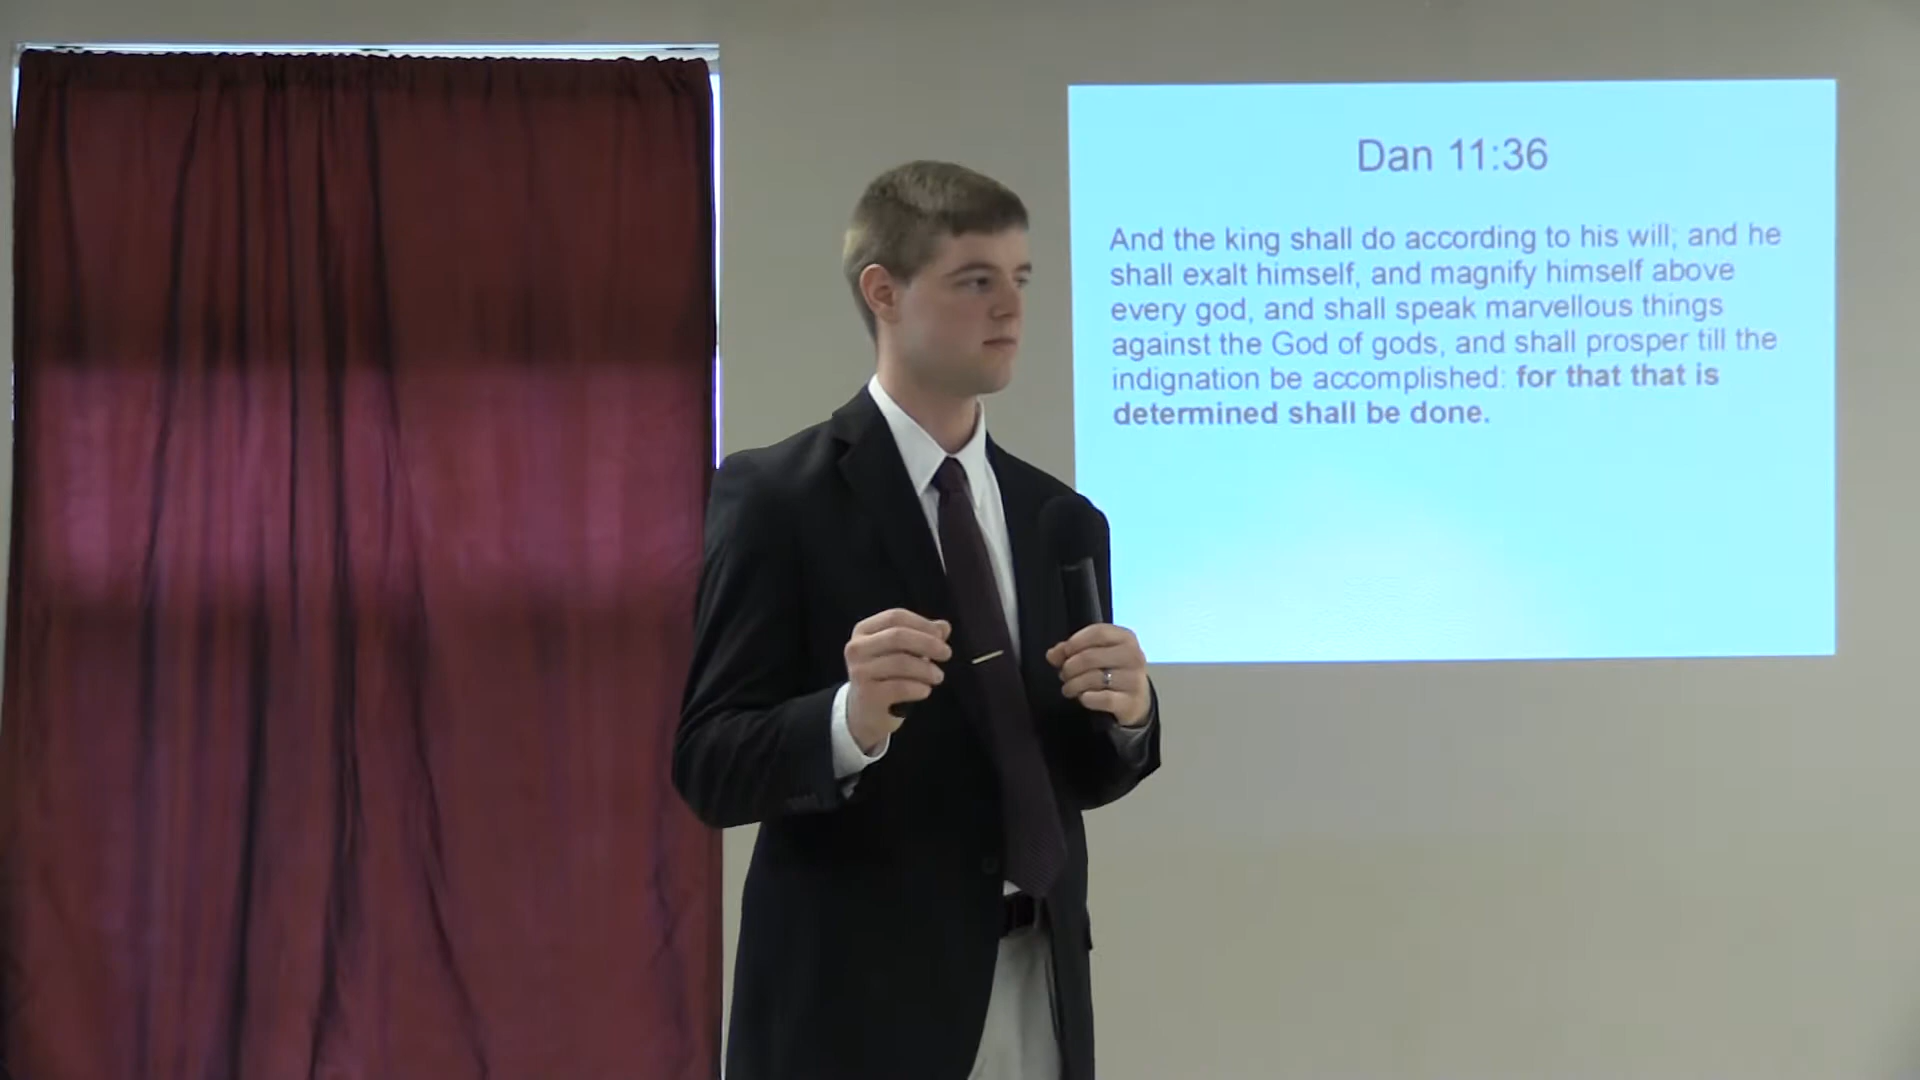 Dan 11:36
And the king shall do according to his will; and he
shall exalt himself, and magnify himself above
every god, and shall speak marvellous things
against the God of gods, and shall prosper till the
indignation be accomplished: for that that is
determined shall be done.